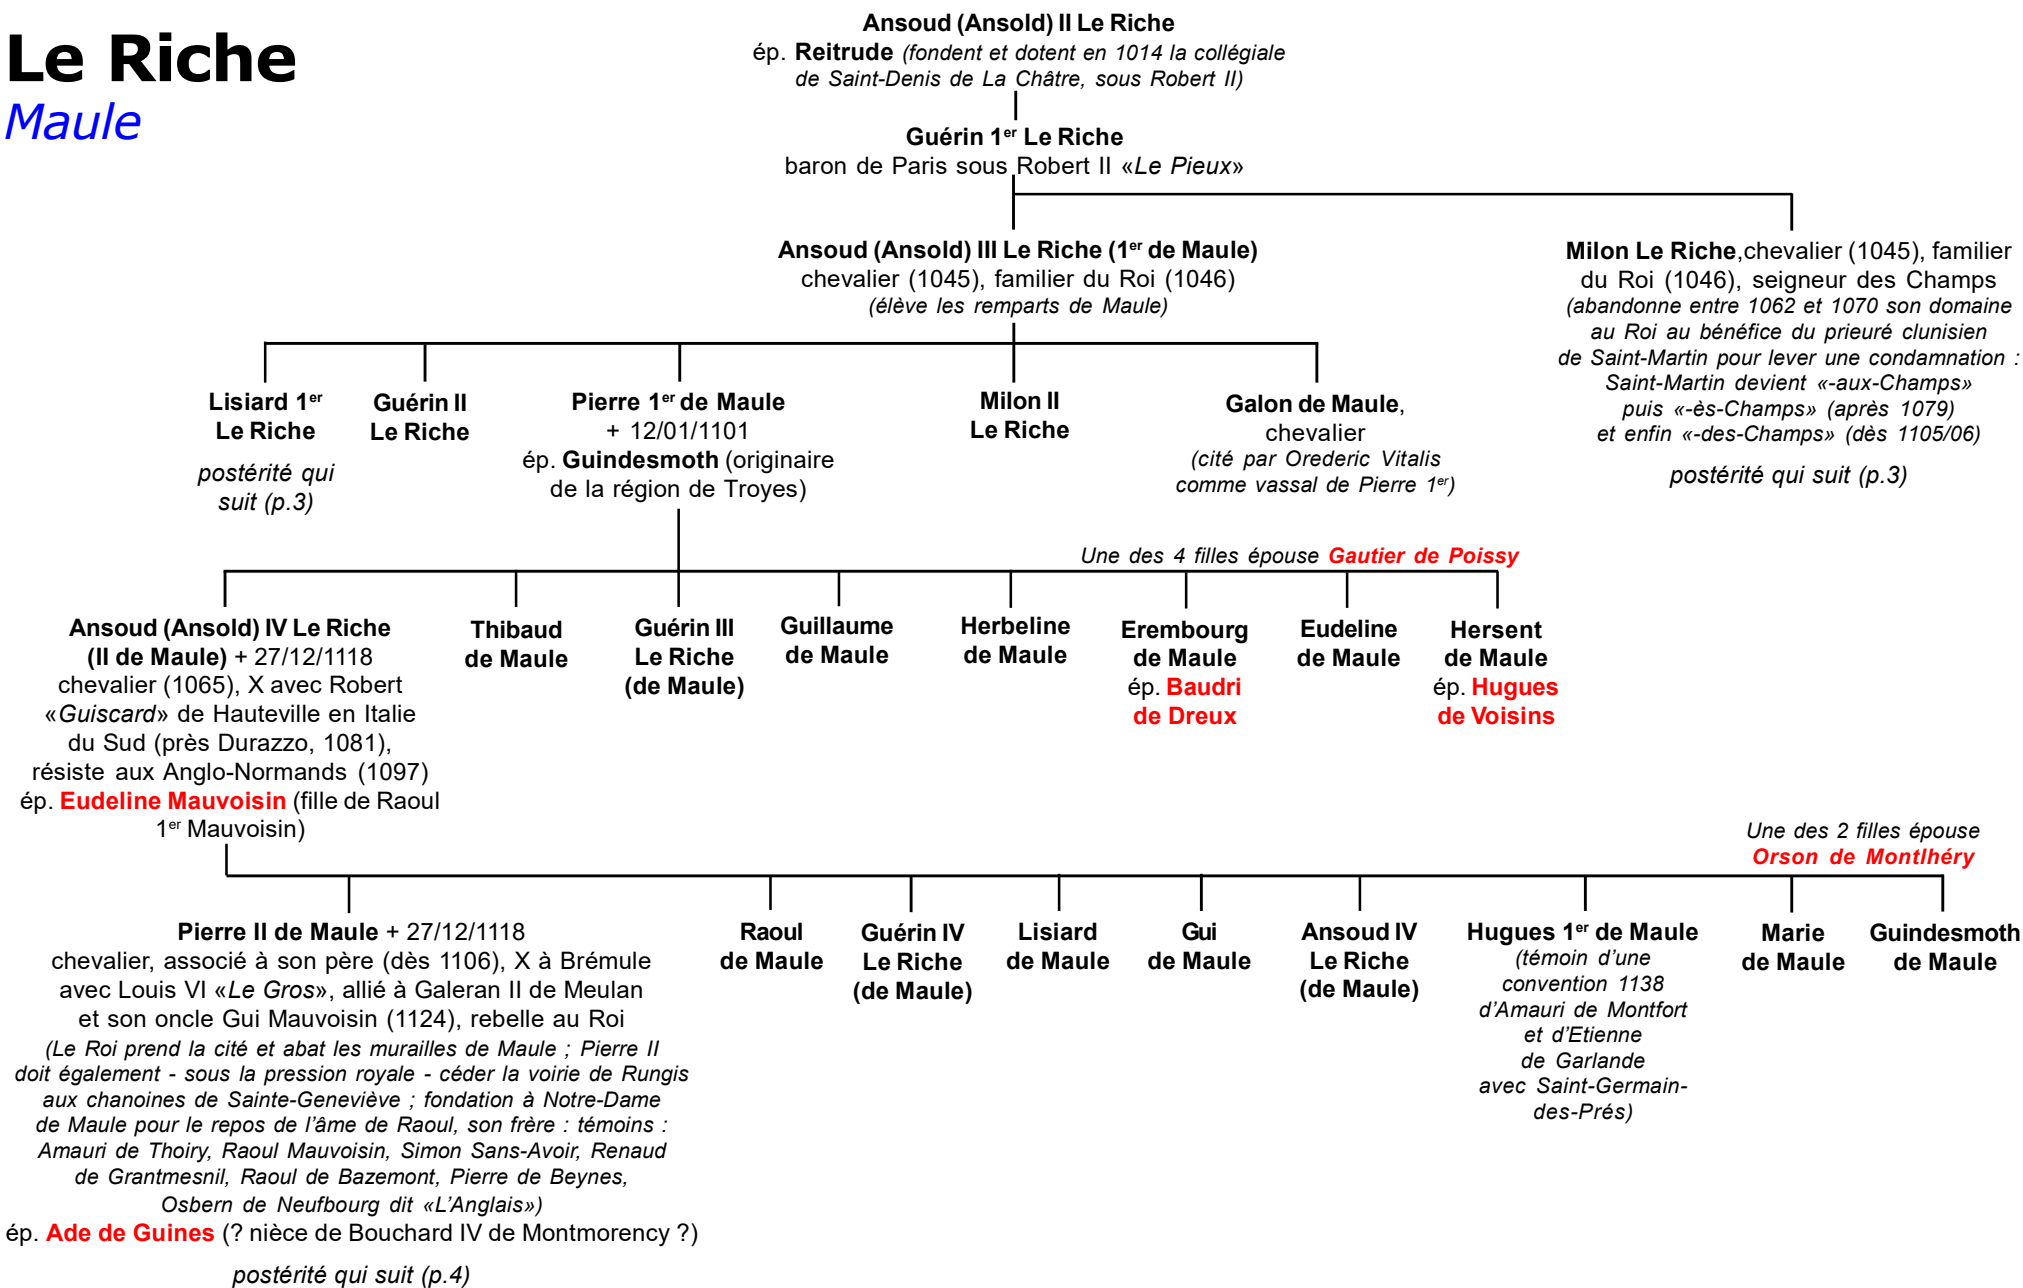 Le Riche
Maule
Ansoud (Ansold) II Le Riche
ép. Reitrude (fondent et dotent en 1014 la collégiale
de Saint-Denis de La Châtre, sous Robert II)
Guérin 1er Le Riche
baron de Paris sous Robert II «Le Pieux»
Ansoud (Ansold) III Le Riche (1er de Maule)
chevalier (1045), familier du Roi (1046)
(élève les remparts de Maule)
Milon Le Riche,chevalier (1045), familier
du Roi (1046), seigneur des Champs
(abandonne entre 1062 et 1070 son domaine
au Roi au bénéfice du prieuré clunisien
de Saint-Martin pour lever une condamnation :
Saint-Martin devient «-aux-Champs»
puis «-ès-Champs» (après 1079)
et enfin «-des-Champs» (dès 1105/06)
postérité qui suit (p.3)
Lisiard 1er
Le Riche
postérité qui
suit (p.3)
Guérin II
Le Riche
Pierre 1er de Maule
+ 12/01/1101
ép. Guindesmoth (originaire
de la région de Troyes)
Milon II
Le Riche
Galon de Maule,
chevalier
(cité par Orederic Vitalis
comme vassal de Pierre 1er)
Une des 4 filles épouse Gautier de Poissy
Ansoud (Ansold) IV Le Riche
(II de Maule) + 27/12/1118
chevalier (1065), X avec Robert
«Guiscard» de Hauteville en Italie
du Sud (près Durazzo, 1081),
résiste aux Anglo-Normands (1097)
ép. Eudeline Mauvoisin (fille de Raoul
1er Mauvoisin)
Thibaud
de Maule
Guérin III
Le Riche
(de Maule)
Guillaume
de Maule
Herbeline
de Maule
Erembourg
de Maule
ép. Baudri
de Dreux
Eudeline
de Maule
Hersent
de Maule
ép. Hugues
de Voisins
Une des 2 filles épouse
Orson de Montlhéry
Pierre II de Maule + 27/12/1118
chevalier, associé à son père (dès 1106), X à Brémule
avec Louis VI «Le Gros», allié à Galeran II de Meulan
et son oncle Gui Mauvoisin (1124), rebelle au Roi
(Le Roi prend la cité et abat les murailles de Maule ; Pierre II
doit également - sous la pression royale - céder la voirie de Rungis
aux chanoines de Sainte-Geneviève ; fondation à Notre-Dame
de Maule pour le repos de l'âme de Raoul, son frère : témoins :
Amauri de Thoiry, Raoul Mauvoisin, Simon Sans-Avoir, Renaud
de Grantmesnil, Raoul de Bazemont, Pierre de Beynes,
Osbern de Neufbourg dit «L'Anglais»)
ép. Ade de Guines (? nièce de Bouchard IV de Montmorency ?)
postérité qui suit (p.4)
Raoul
de Maule
Guérin IV
Le Riche
(de Maule)
Lisiard
de Maule
Gui
de Maule
Ansoud IV
Le Riche
(de Maule)
Hugues 1er de Maule
(témoin d'une
convention 1138
d'Amauri de Montfort
et d'Etienne
de Garlande
avec Saint-Germain-
des-Prés)
Marie
de Maule
Guindesmoth
de Maule